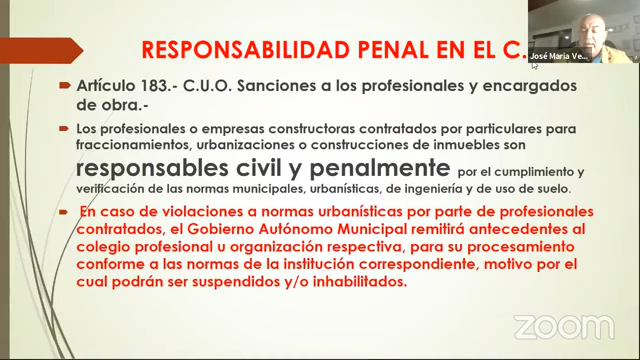 RESPONSABILIDAD PENAL EN EL C.
José María Ve...
Artículo 183.- C.U.O. Sanciones a los profesionales y encargados
de obra.-
Los profesionales o empresas constructoras contratados por particulares para
fraccionamientos, urbanizaciones o construcciones de inmuebles son
responsables civil y penalmente por el cumplimiento y
verificación de las normas municipales, urbanísticas, de ingeniería y de uso de suelo.
En caso de violaciones a normas urbanísticas por parte de profesionales
contratados, el Gobierno Autónomo Municipal remitirá antecedentes al
colegio profesional u organización respectiva, para su procesamiento
conforme a las normas de la institución correspondiente, motivo por el
cual podrán ser suspendidos y/o inhabilitados.
zoom